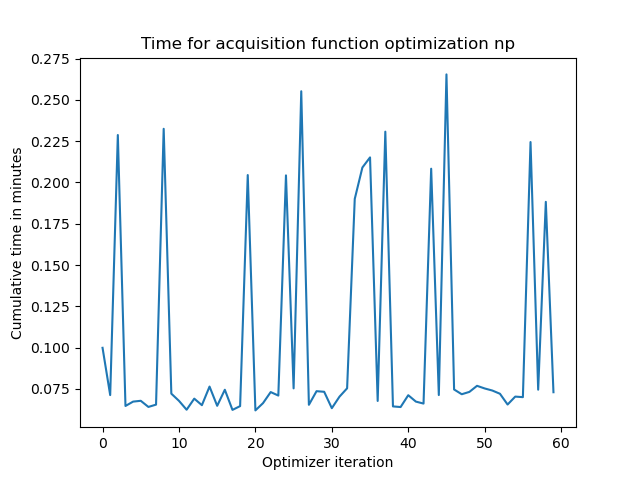 Time for acquisition function optimization np
0.275
0.250
0.225
0.200
0.175
0.150
0.125
0.100
0.075
Cumulative time in minutes
0 10 20 30 40 50 60
Optimizer iteration